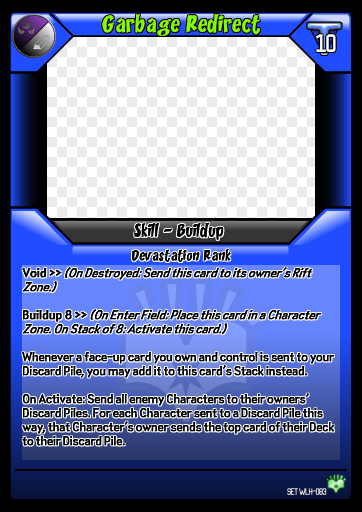 Garbage Redirect
WLT
10
Skill - Buildup
Devastation Rank
Void >> (On Destroyed: Send this card to its owner's Rift
Zone.)
Buildup 8 >> (On Enter Field: Place this card in a Character
Zone. On Stack of 8: Activate this card.)
Whenever a face-up card you own and control is sent to your
Discard Pile, you may add it to this card's Stack instead.
On Activate: Send all enemy Characters to their owners'
Discard Piles. For each Character sent to a Discard Pile this
way, that Character's owner sends the top card of their Deck
to their Discard Pile.
SET WLH-083